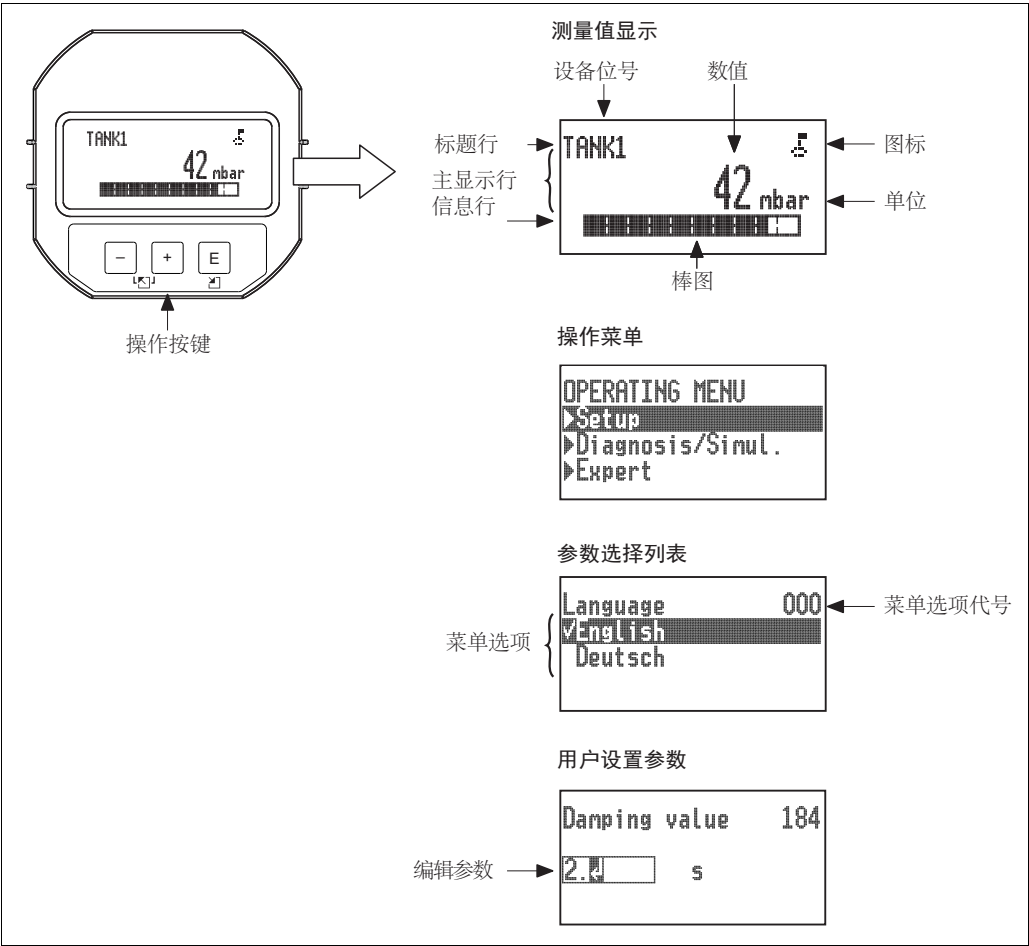 测量值显示
设备位号 数值
TANK1
42 mbar
标题行
TANK1
图标
主显示行
42 mbar
单位
信息行
棒图
− + E
操作按键
操作菜单
OPERATING MENU
Setup
Diagnosis/Simul.
Expert
参数选择列表
Language 000
菜单选项代号
菜单选项
English
Deutsch
用户设置参数
Damping value 184
编辑参数
2. s